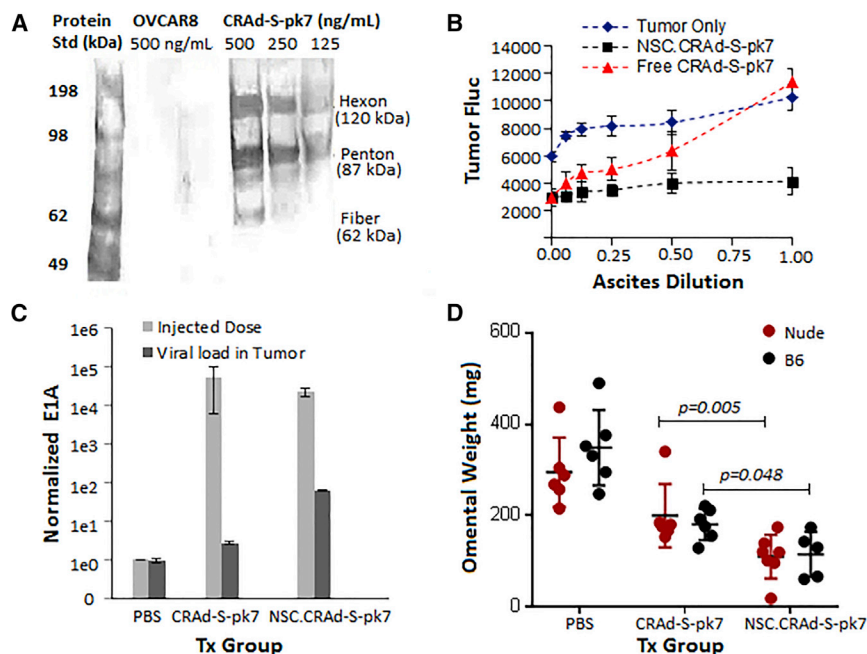 A
Protein OVCAR8 CRAd-S-pk7 (ng/mL)
Std (kDa) 500 ng/mL 500 250 125
198
98
62
49
Hexon
(120 kDa)
Penton
(87 kDa)
Fiber
(62 kDa)
B
Tumor Only
NSC.CRAd-S-pk7
Free CRAd-S-pk7
Tumor Fluc
14000
12000
10000
8000
6000
4000
2000
0.00 0.25 0.50 0.75 1.00
Ascites Dilution
C
Injected Dose
Viral load in Tumor
Normalized E1A
1e6
1e5
1e4
1e3
1e2
1e1
1e0
0
PBS CRAd-S-pk7 NSC.CRAd-S-pk7
Tx Group
D
Nude
B6
Omental Weight (mg)
600
400
200
0
p=0.005
p=0.048
PBS CRAd-S-pk7 NSC.CRAd-S-pk7
Tx Group